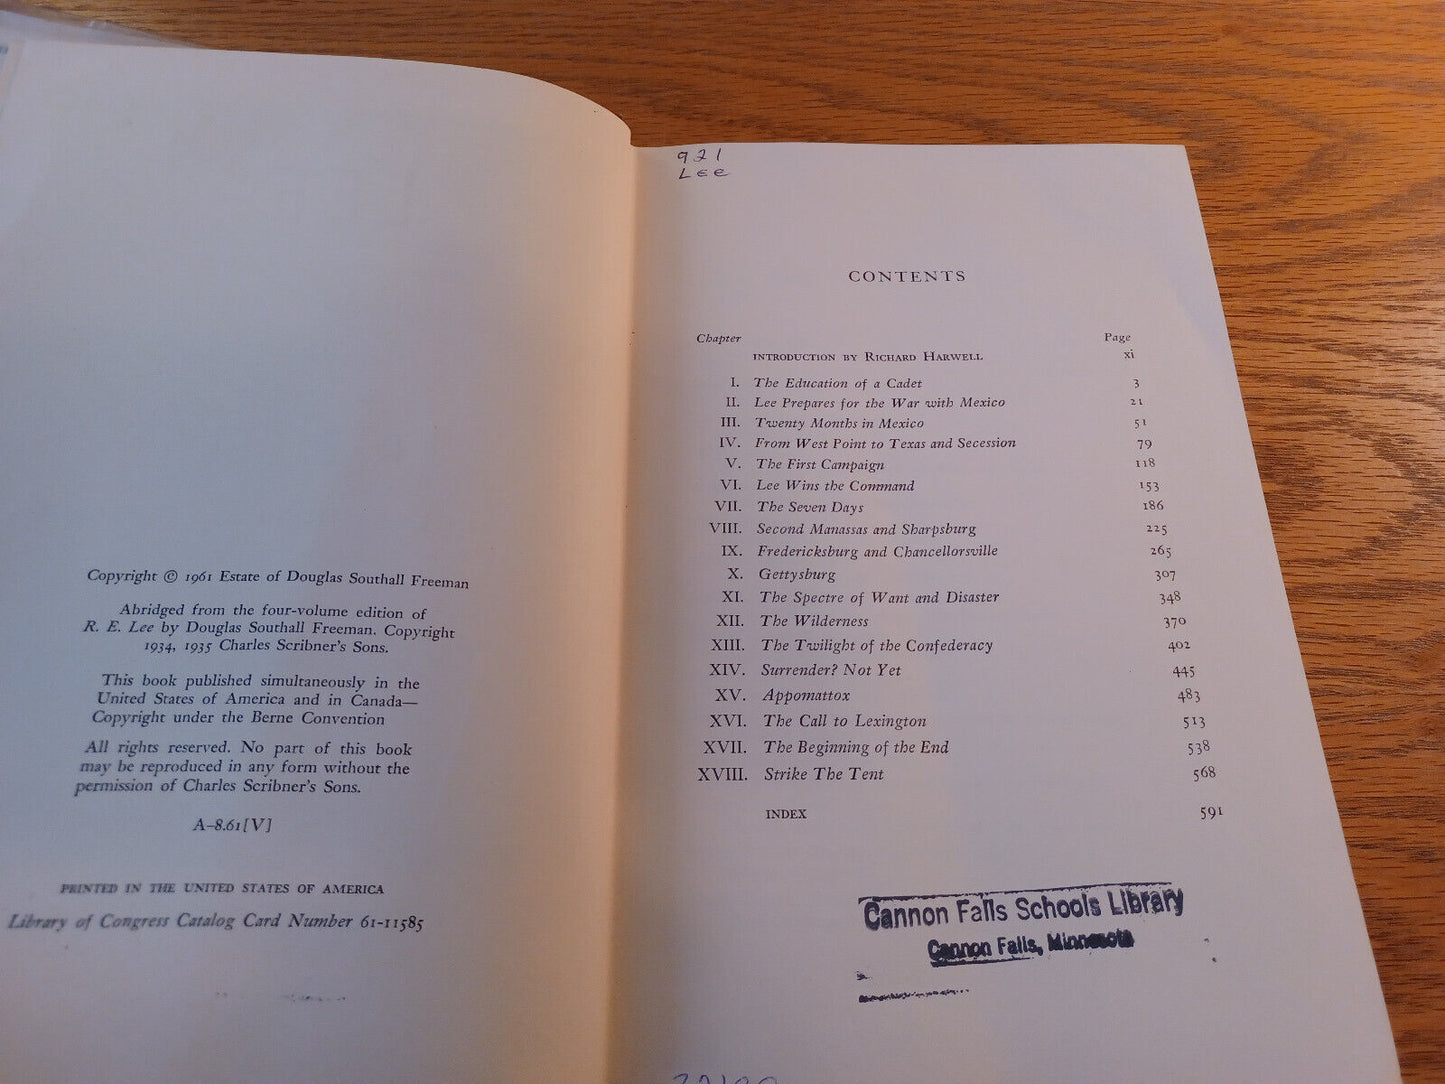 Copyright © 1961 Estate of Douglas Southall Freeman
Abridged from the four-volume edition of
R. E. Lee by Douglas Southall Freeman. Copyright
1934, 1935 Charles Scribner's Sons.
This book published simultaneously in the
United States of America and in Canada—
Copyright under the Berne Convention
All rights reserved. No part of this book
may be reproduced in any form without the
permission of Charles Scribner's Sons.
A–8.61[V]
PRINTED IN THE UNITED STATES OF AMERICA
Library of Congress Catalog Card Number 61-11585
921
Lee
CONTENTS
Chapter Page
INTRODUCTION BY RICHARD HARWELL xi
I. The Education of a Cadet 3
II. Lee Prepares for the War with Mexico 21
III. Twenty Months in Mexico 51
IV. From West Point to Texas and Secession 79
V. The First Campaign 118
VI. Lee Wins the Command 153
VII. The Seven Days 186
VIII. Second Manassas and Sharpsburg 225
IX. Fredericksburg and Chancellorsville 265
X. Gettysburg 307
XI. The Spectre of Want and Disaster 348
XII. The Wilderness 370
XIII. The Twilight of the Confederacy 402
XIV. Surrender? Not Yet 445
XV. Appomattox 483
XVI. The Call to Lexington 513
XVII. The Beginning of the End 538
XVIII. Strike The Tent 568
INDEX 591
Cannon Falls Schools Library
Cannon Falls, Minnesota